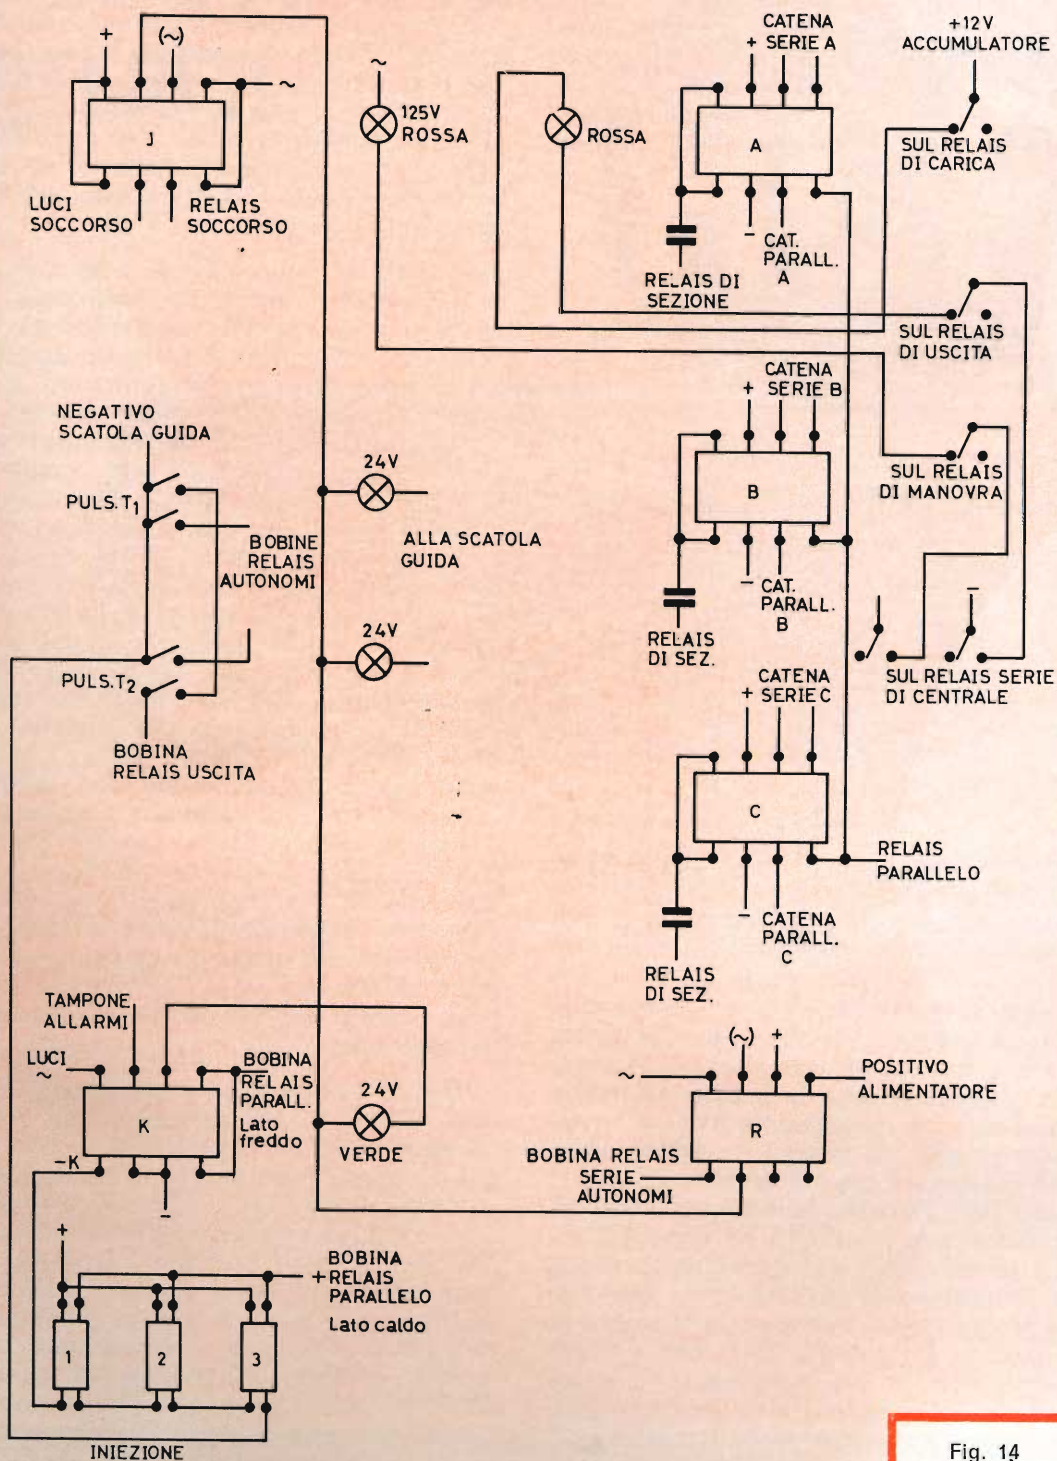 +
(~)
~
J
LUCI
SOCCORSO
RELAIS
SOCCORSO
~
125V
ROSSA
ROSSA
CATENA
+ SERIE A
A
RELAIS DI
SEZIONE
−
CAT.
PARALL.
A
+12V
ACCUMULATORE
SUL RELAIS
DI CARICA
SUL RELAIS
DI USCITA
SUL RELAIS
DI MANOVRA
−
SUL RELAIS SERIE
DI CENTRALE
CATENA
+ SERIE B
B
RELAIS
DI SEZ.
−
CAT.
PARALL.
B
CATENA
+ SERIE C
C
RELAIS
PARALLELO
RELAIS
DI SEZ.
−
CATENA
PARALL.
C
NEGATIVO
SCATOLA GUIDA
PULS.T1
BOBINE
RELAIS
AUTONOMI
PULS.T2
BOBINA
RELAIS USCITA
24V
ALLA SCATOLA
GUIDA
24V
TAMPONE
ALLARMI
LUCI
~
K
BOBINA
RELAIS
PARALL.
Lato
freddo
−K
−
24V
VERDE
(~)
+
~
POSITIVO
ALIMENTATORE
R
BOBINA RELAIS
SERIE
AUTONOMI
+
+
BOBINA
RELAIS
PARALLELO
Lato caldo
1
2
3
INIEZIONE
Fig. 14